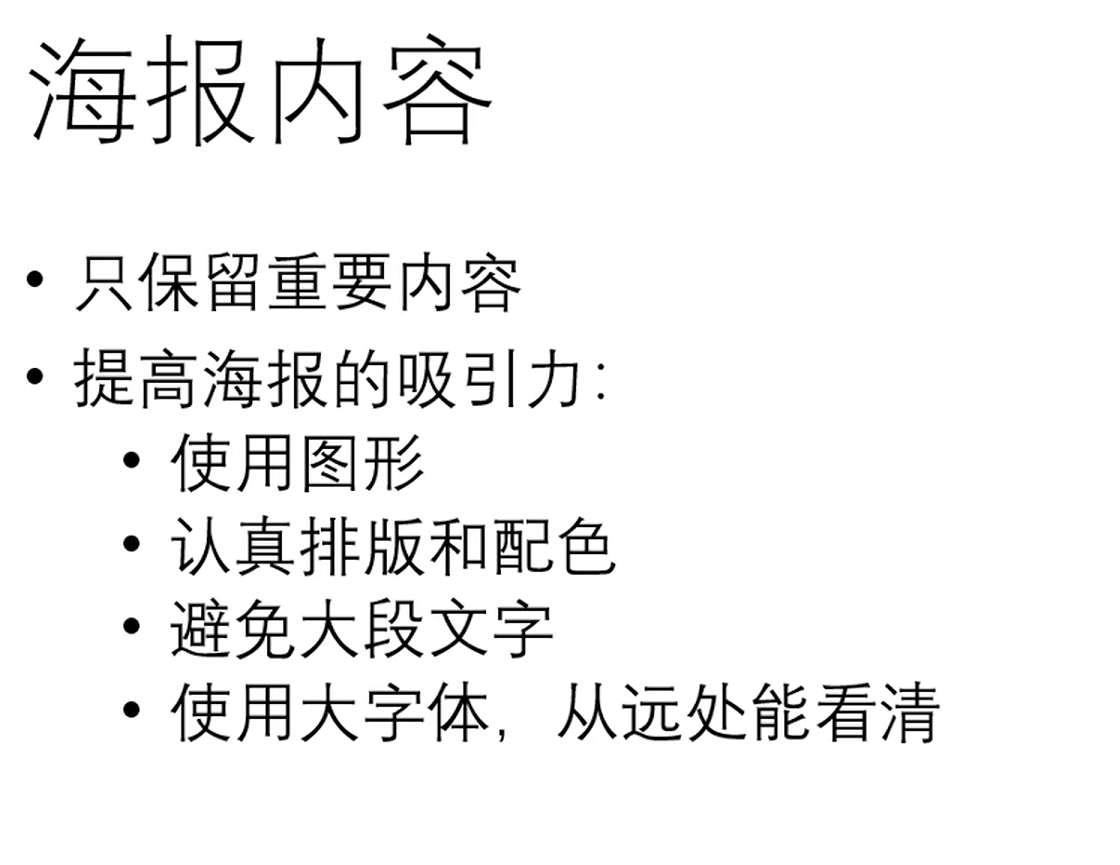 海报内容
• 只保留重要内容
• 提高海报的吸引力：
• 使用图形
• 认真排版和配色
• 避免大段文字
• 使用大字体，从远处能看清